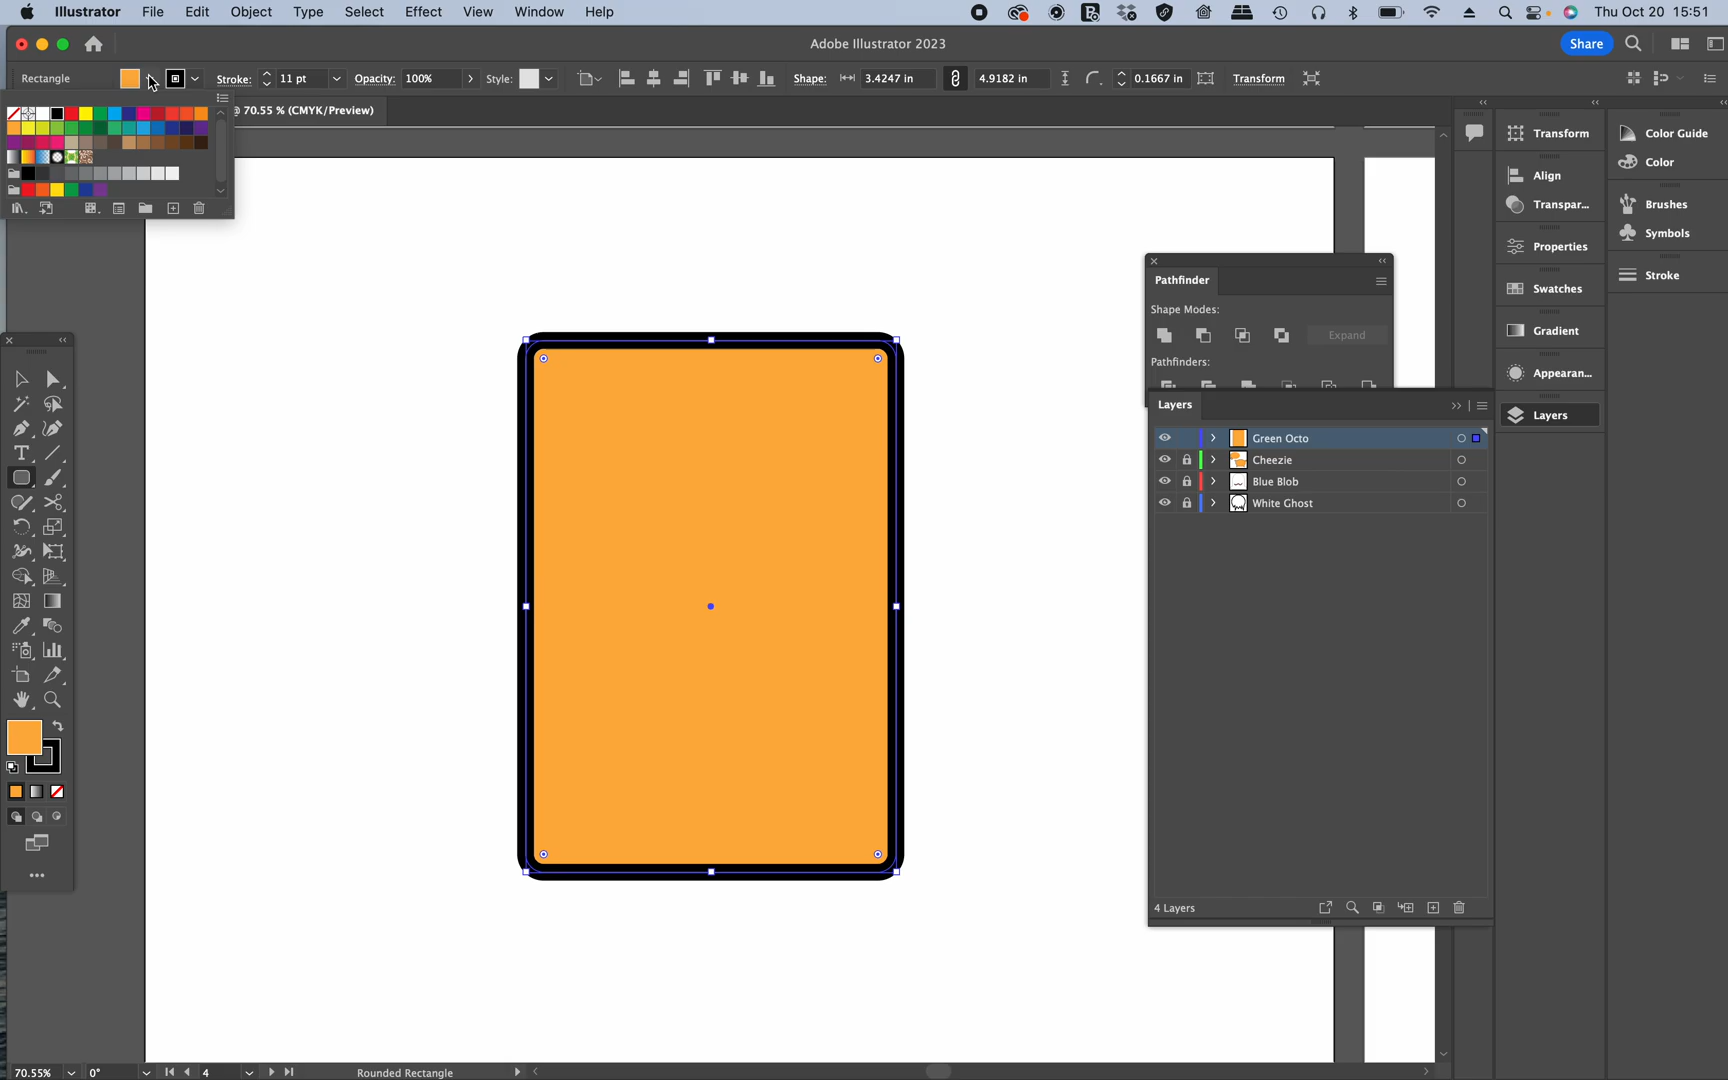 Illustrator File Edit Object Type Select Effect View Window Help
Thu Oct 20 15:51
Adobe Illustrator 2023
Share
Rectangle
Stroke: 11 pt
Opacity: 100%
Style:
Shape: 3.4247 in 4.9182 in 0.1667 in
Transform
@ 70.55 % (CMYK/Preview)
Transform
Align
Transpar...
Properties
Swatches
Gradient
Appearan...
Layers
Color Guide
Color
Brushes
Symbols
Stroke
Pathfinder
Shape Modes:
Expand
Pathfinders:
Layers
Green Octo
Cheezie
Blue Blob
White Ghost
4 Layers
70.55% 0° 4 Rounded Rectangle